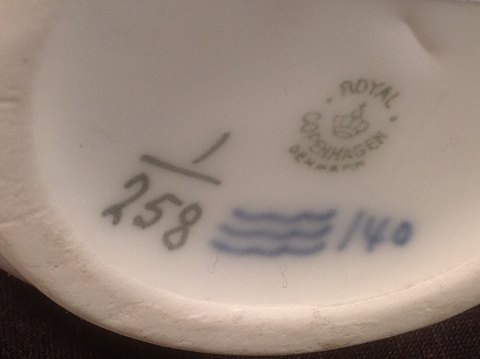 ROYAL
COPENHAGEN
DENMARK
1
258
140